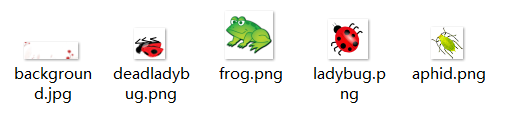 backgroun
d.jpg
deadladyb
ug.png
frog.png
ladybug.p
ng
aphid.png